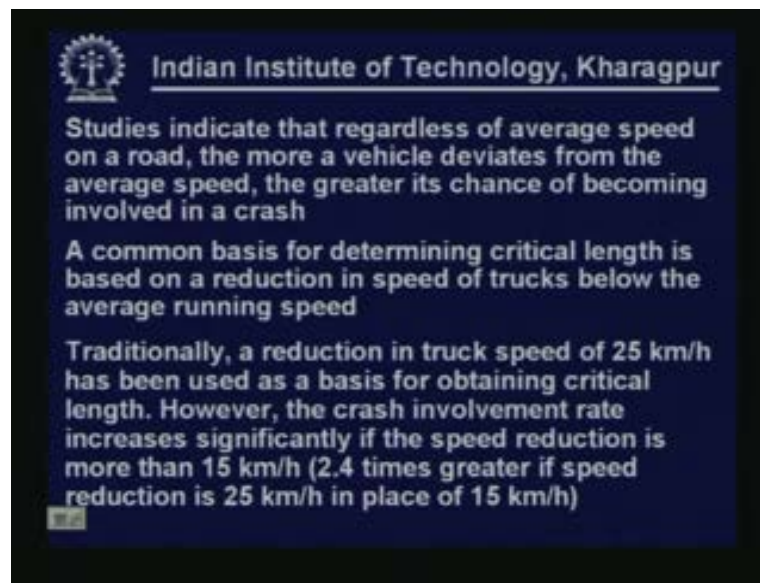 Indian Institute of Technology, Kharagpur
Studies indicate that regardless of average speed
on a road, the more a vehicle deviates from the
average speed, the greater its chance of becoming
involved in a crash
A common basis for determining critical length is
based on a reduction in speed of trucks below the
average running speed
Traditionally, a reduction in truck speed of 25 km/h
has been used as a basis for obtaining critical
length. However, the crash involvement rate
increases significantly if the speed reduction is
more than 15 km/h (2.4 times greater if speed
reduction is 25 km/h in place of 15 km/h)